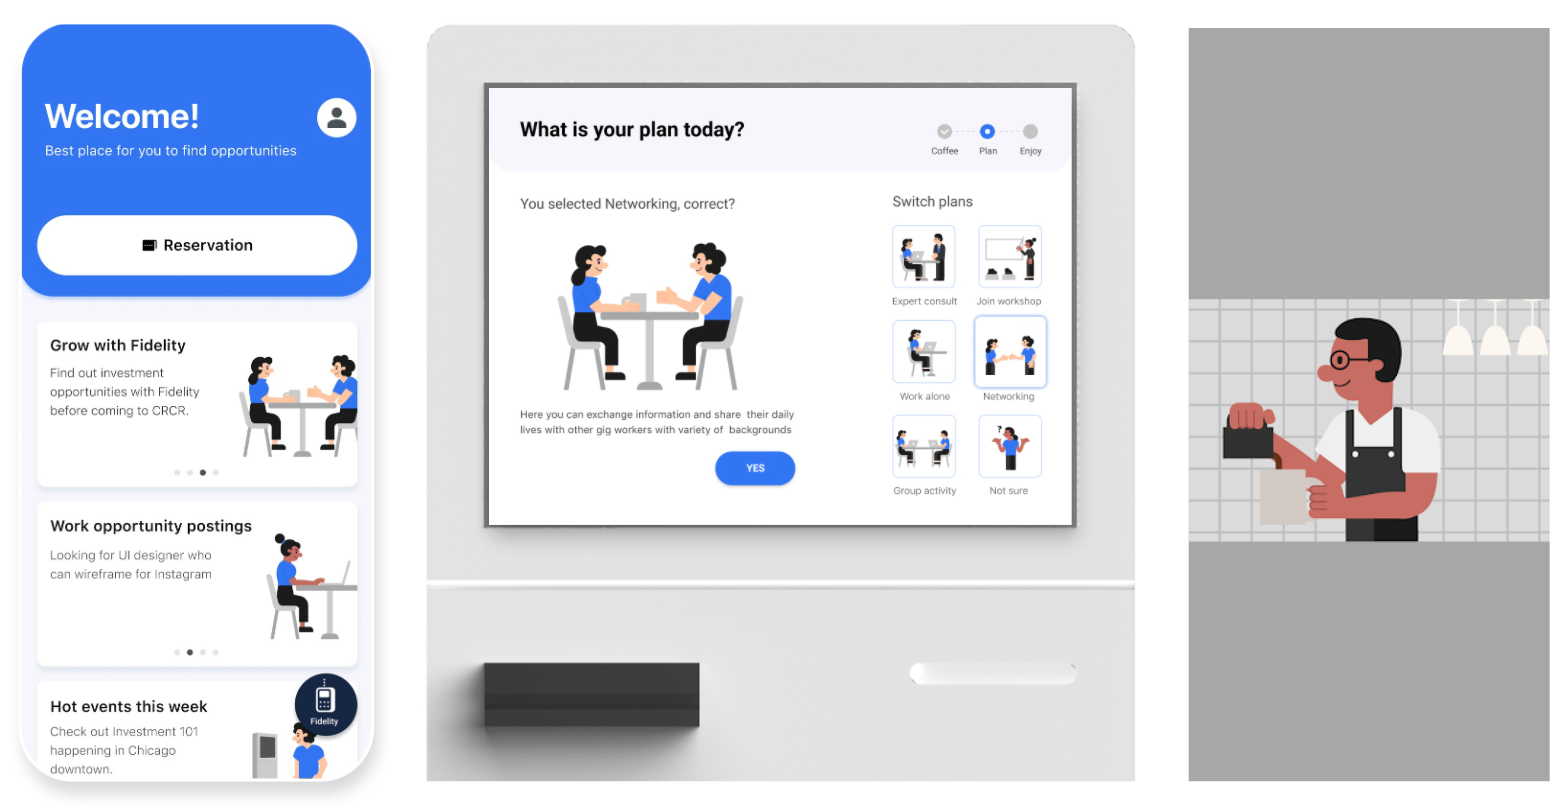 Welcome!
Best place for you to find opportunities
Reservation
Grow with Fidelity
Find out investment
opportunities with Fidelity
before coming to CRCR.
Work opportunity postings
Looking for UI designer who
can wireframe for Instagram
Hot events this week
Check out Investment 101
happening in Chicago
downtown.
Fidelity
What is your plan today?
Coffee
Plan
Enjoy
You selected Networking, correct?
Here you can exchange information and share their daily
lives with other gig workers with variety of backgrounds
YES
Switch plans
Expert consult
Join workshop
?
Work alone
Networking
Group activity
Not sure